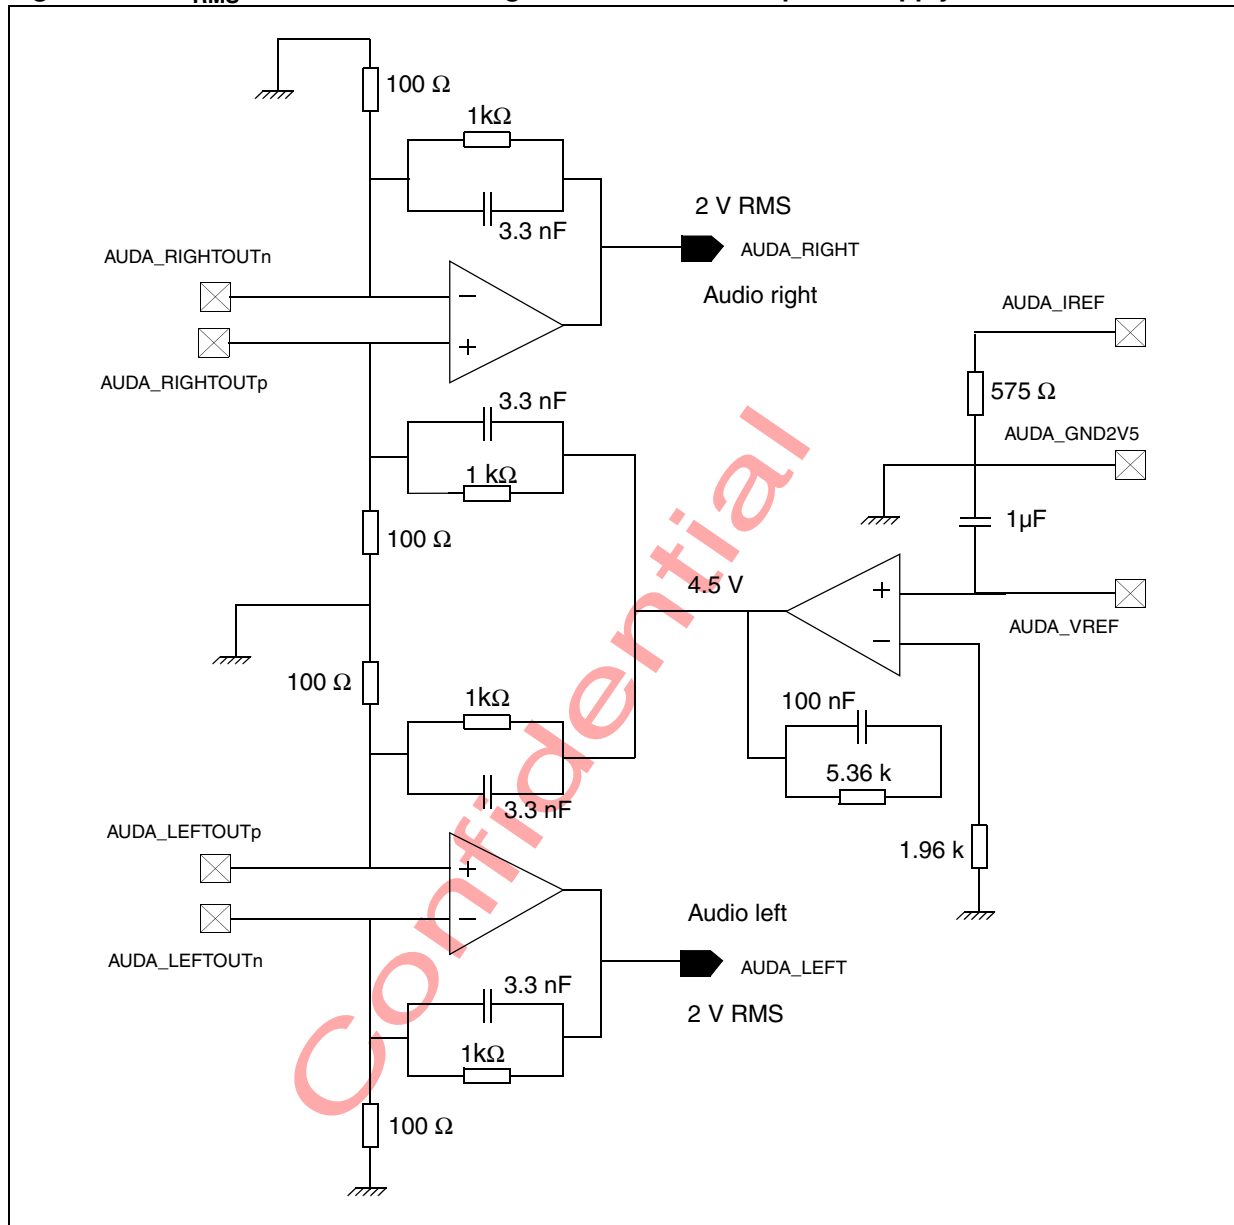 RMS
100 Ω
1kΩ
3.3 nF
2 V RMS
AUDA_RIGHT
Audio right
AUDA_RIGHTOUTn
AUDA_RIGHTOUTp
AUDA_IREF
575 Ω
AUDA_GND2V5
3.3 nF
1 kΩ
1µF
100 Ω
4.5 V
AUDA_VREF
100 Ω
1kΩ
3.3 nF
100 nF
5.36 k
1.96 k
AUDA_LEFTOUTp
AUDA_LEFTOUTn
Audio left
AUDA_LEFT
2 V RMS
3.3 nF
1kΩ
100 Ω
+
−
+
−
+
−
Confidential